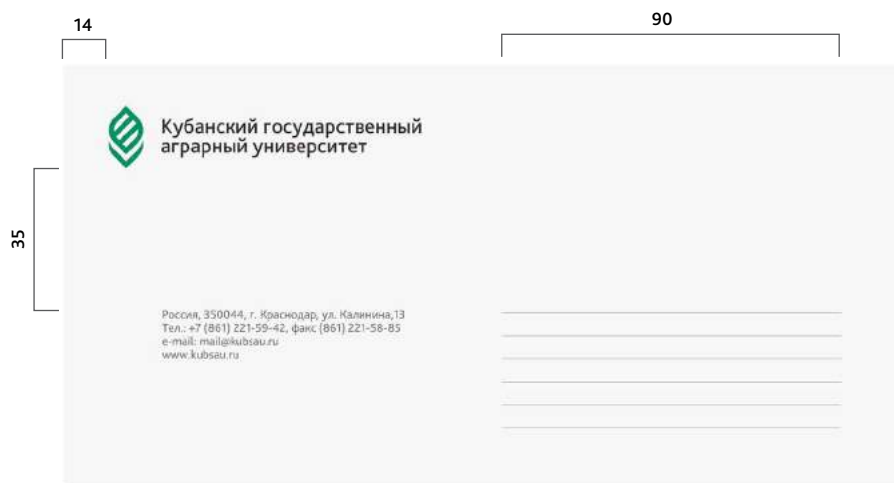 14
90
Кубанский государственный
аграрный университет
35
Россия, 350044, г. Краснодар, ул. Калинина,13
Тел.: +7 (861) 221-59-42, факс (861) 221-58-85
e-mail: mail@kubsau.ru
www.kubsau.ru